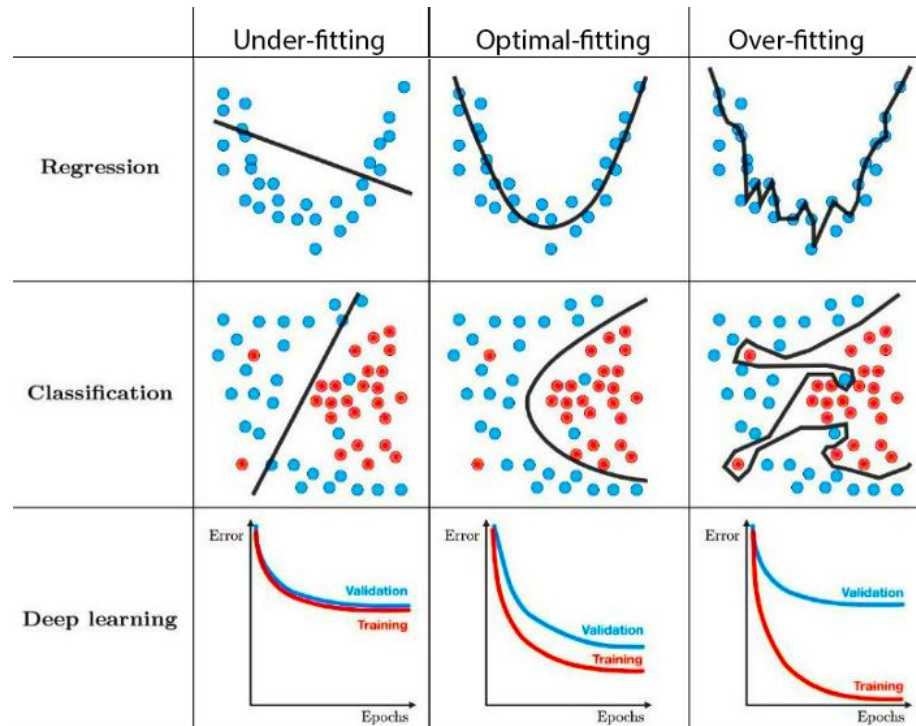 Under-fitting
Optimal-fitting
Over-fitting
Regression
Classification
Deep learning
Error
Validation
Training
Epochs
Error
Validation
Training
Epochs
Error
Validation
Training
Epochs